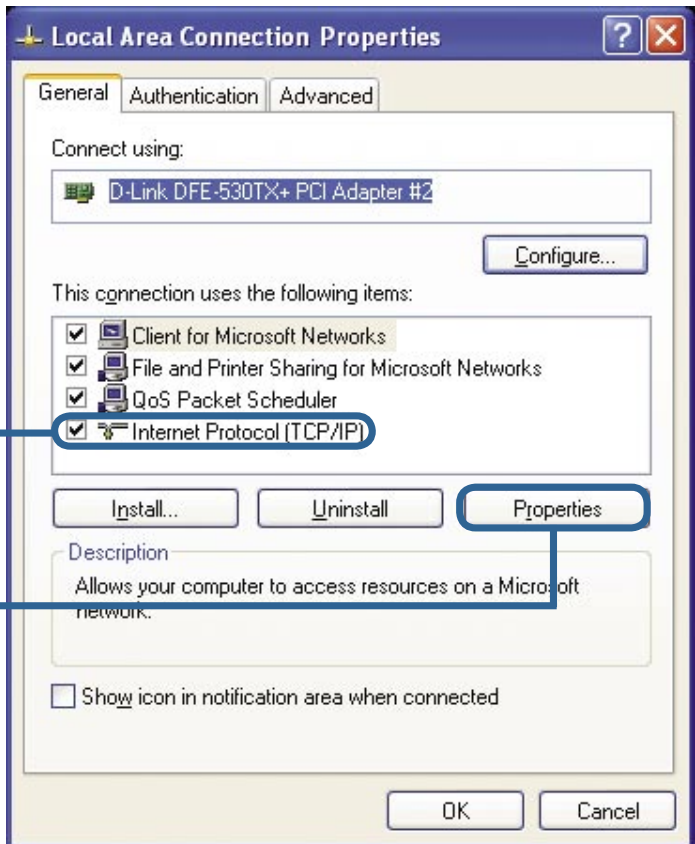 Local Area Connection Properties
General Authentication Advanced
Connect using:
D-Link DFE-530TX+ PCI Adapter #2
Configure...
This connection uses the following items:
Client for Microsoft Networks
File and Printer Sharing for Microsoft Networks
QoS Packet Scheduler
Internet Protocol (TCP/IP)
Install... Uninstall Properties
Description
Allows your computer to access resources on a Microsoft
network.
Show icon in notification area when connected
OK Cancel